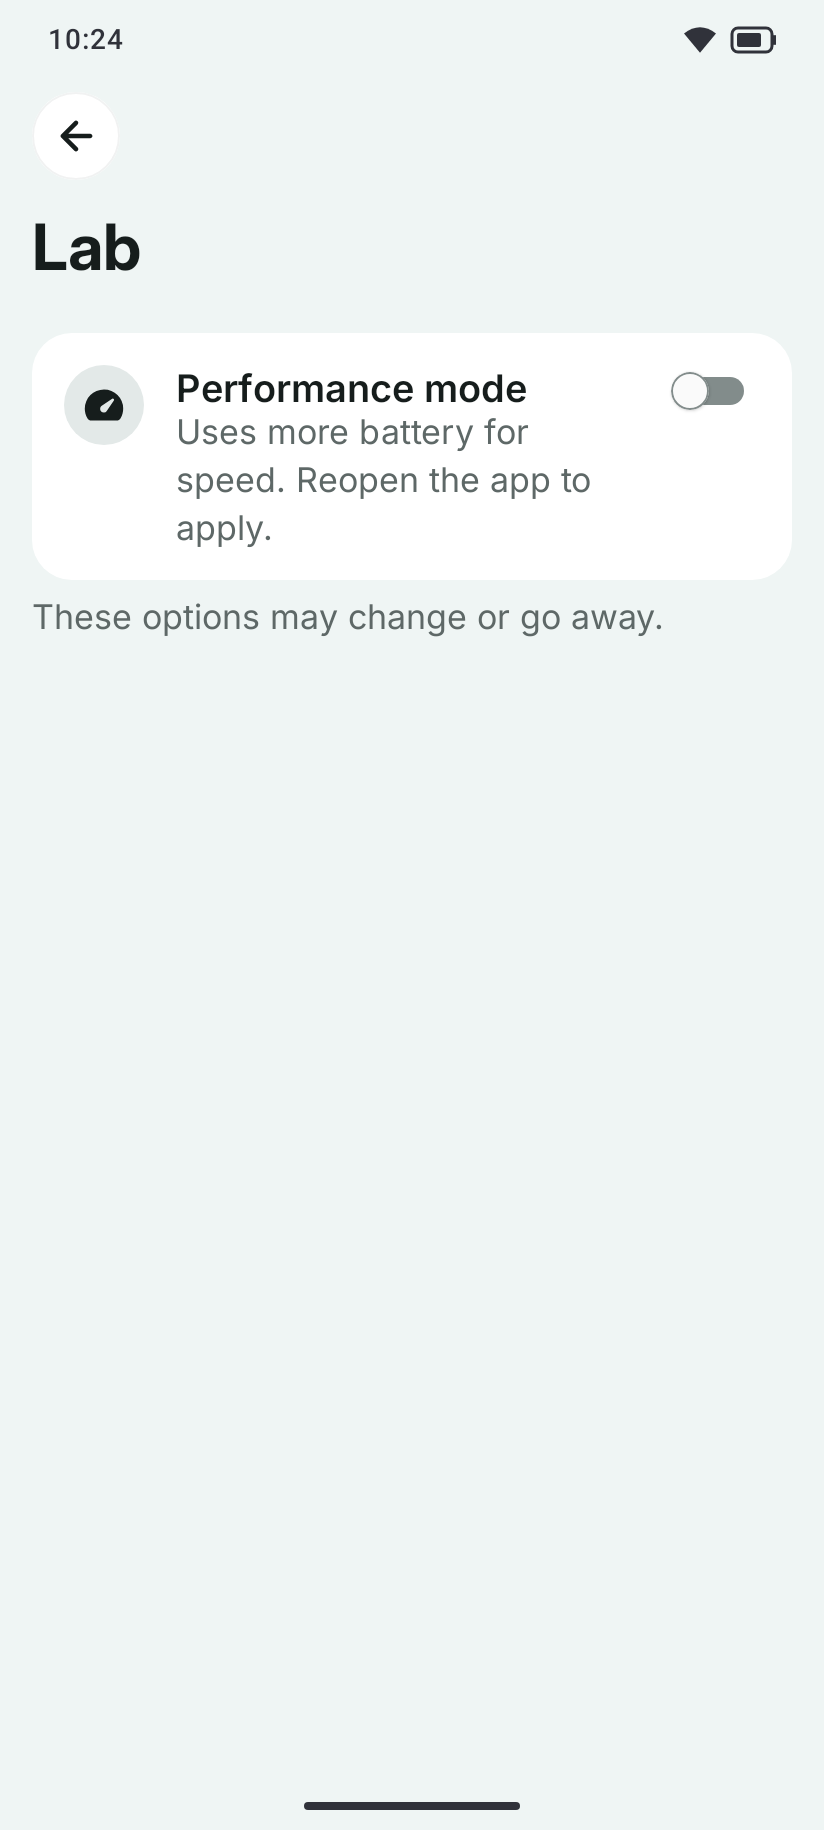 10:24
Lab
Performance mode
Uses more battery for
speed. Reopen the app to
apply.
These options may change or go away.